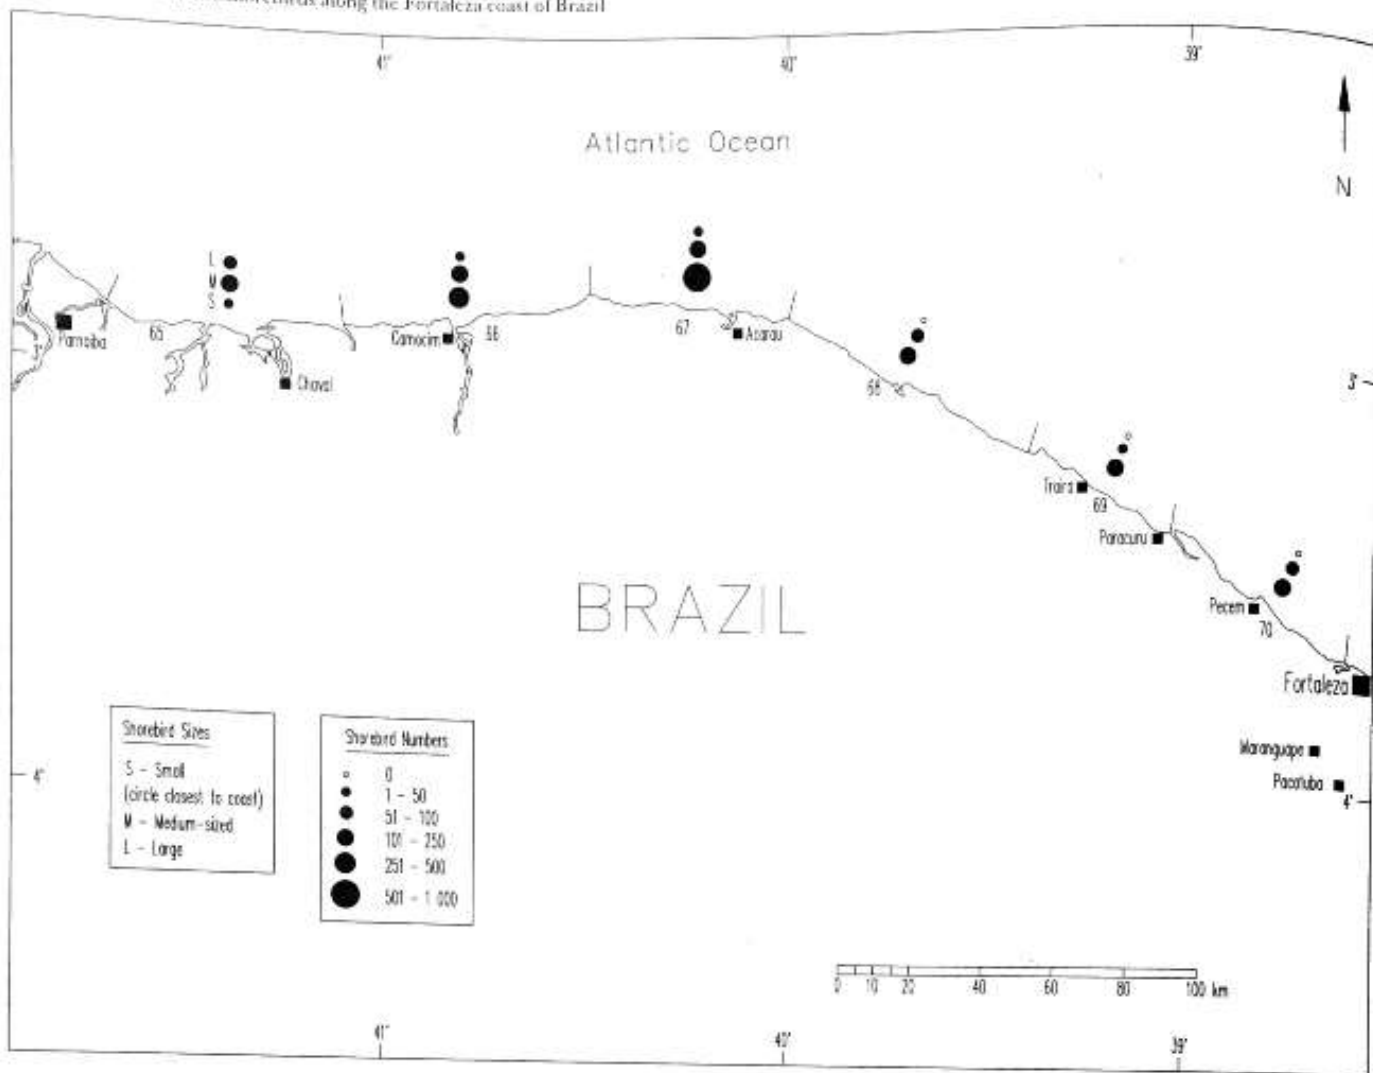 along the Fortaleza coast of Brazil
41°
40°
39°
Atlantic Ocean
N
L
M
S
Parnaiba
65
Camocim
66
67
Acarau
Chaval
68
3°
Trairi
69
Paracuru
BRAZIL
Pecem
70
Fortaleza
Maranguape
Pacatuba
4°
4°
Shorebird Sizes
S - Small
(circle closest to coast)
M - Medium-sized
L - Large
Shorebird Numbers
0
1 - 50
51 - 100
101 - 250
251 - 500
501 - 1 000
0 10 20 40 60 80 100 km
41°
40°
39°